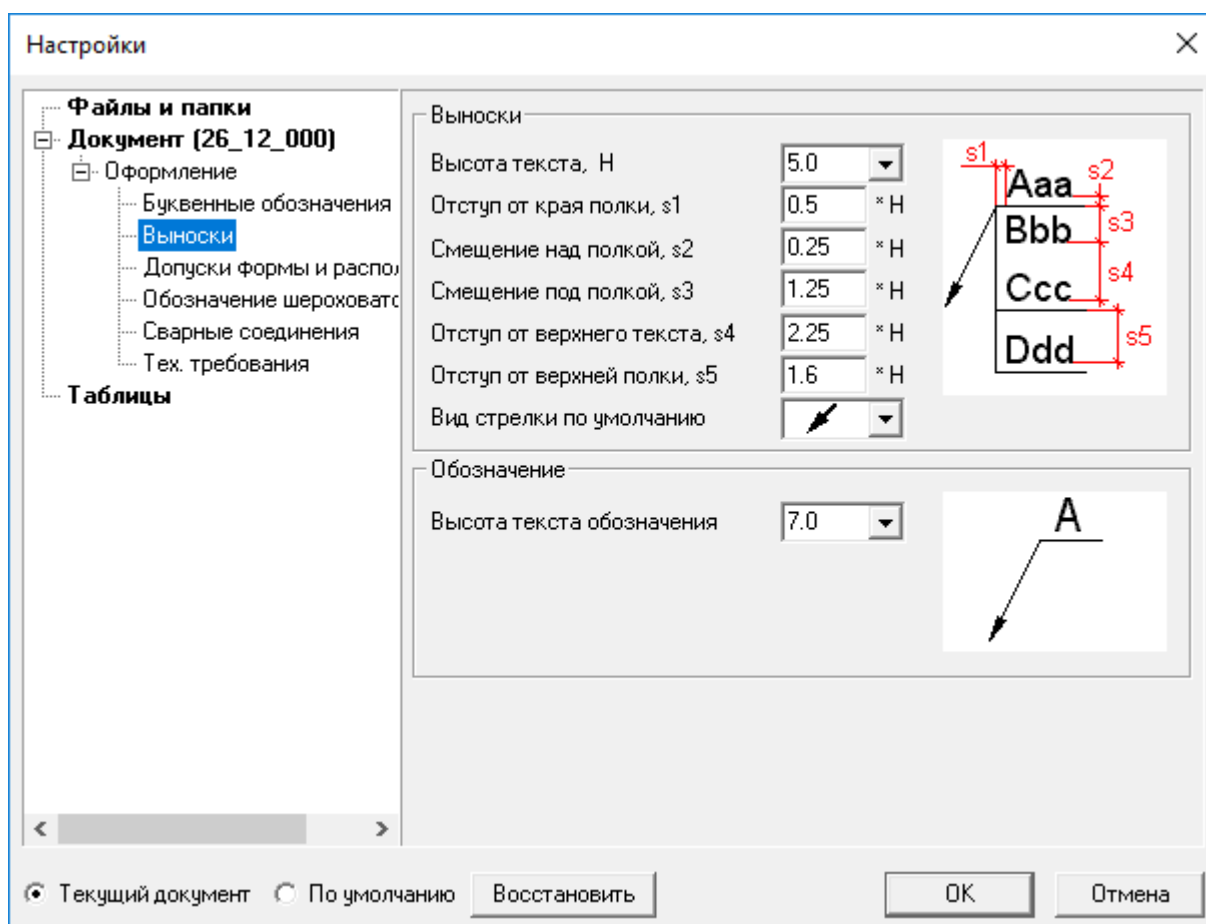 Настройки
Файлы и папки
Документ (26_12_000)
Оформление
Буквенные обозначения
Выноски
Допуски формы и распол
Обозначение шероховатс
Сварные соединения
Тех. требования
Таблицы
Выноски
Высота текста, H 5.0
Отступ от края полки, s1 0.5 * H
Смещение над полкой, s2 0.25 * H
Смещение под полкой, s3 1.25 * H
Отступ от верхнего текста, s4 2.25 * H
Отступ от верхней полки, s5 1.6 * H
Вид стрелки по умолчанию
s1
Aaa s2
Bbb s3
Ccc s4
Ddd s5
Обозначение
Высота текста обозначения 7.0
A
Текущий документ По умолчанию Восстановить OK Отмена